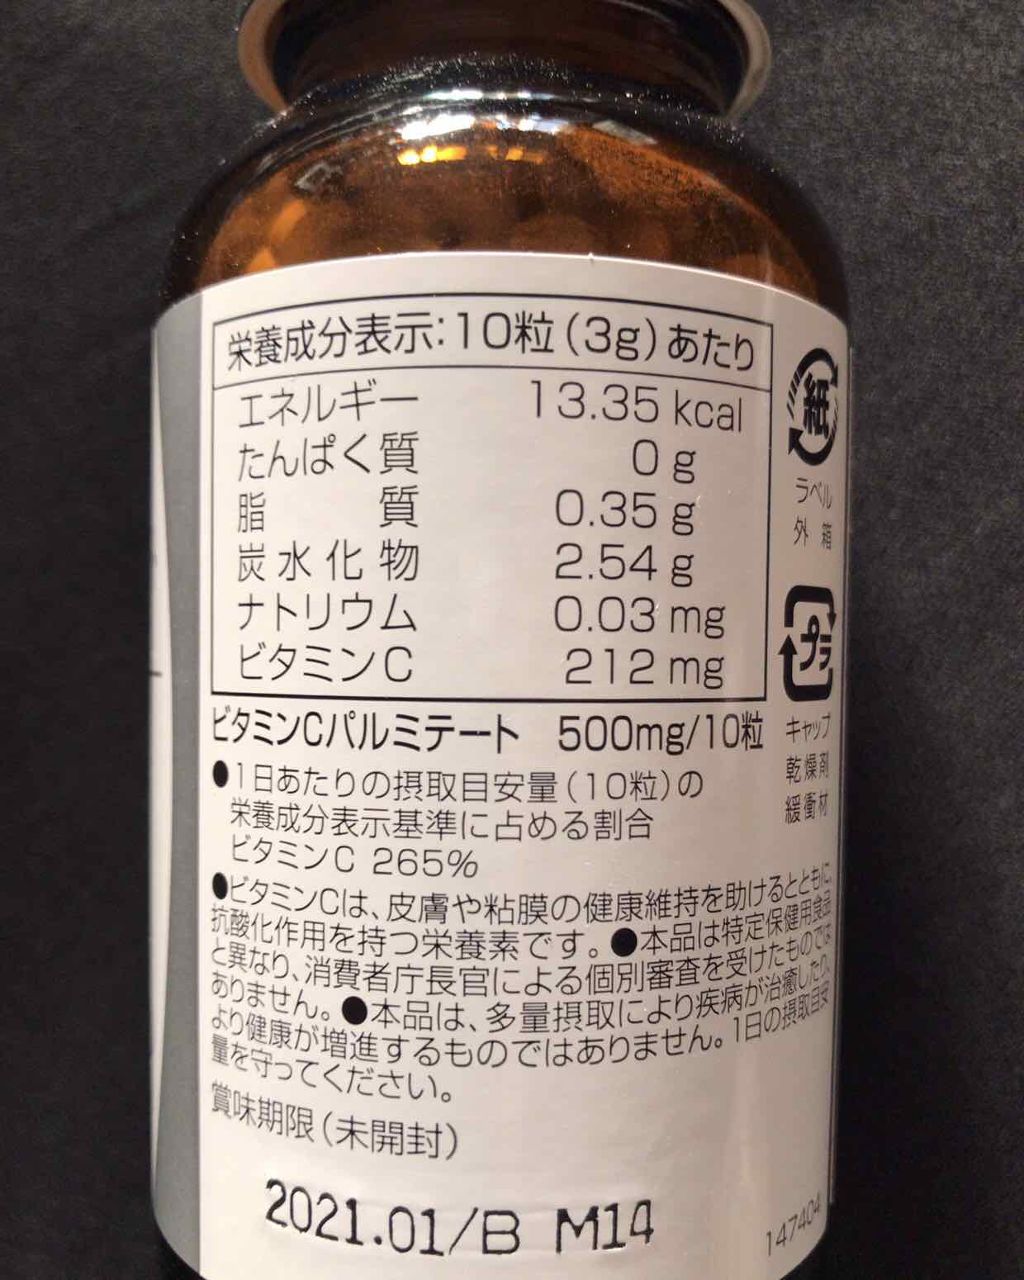 栄養成分表示:10粒(3g)あたり
エネルギー 13.35 kcal
たんぱく質 0 g
脂質 0.35 g
炭水化物 2.54 g
ナトリウム 0.03 mg
ビタミンC 212 mg
ビタミンCパルミテート 500mg/10粒
●1日あたりの摂取目安量(10粒)の
栄養成分表示基準に占める割合
ビタミンC 265%
●ビタミンCは、皮膚や粘膜の健康維持を助けるとともに、
抗酸化作用を持つ栄養素です。●本品は特定保健用食品
と異なり、消費者庁長官による個別審査を受けたものでは
ありません。●本品は、多量摂取により疾病が治癒したり、
より健康が増進するものではありません。1日の摂取目安
量を守ってください。
賞味期限(未開封)
2021.01/B M14
紙
ラベル
外箱
プラ
キャップ
乾燥剤
緩衝材
147404